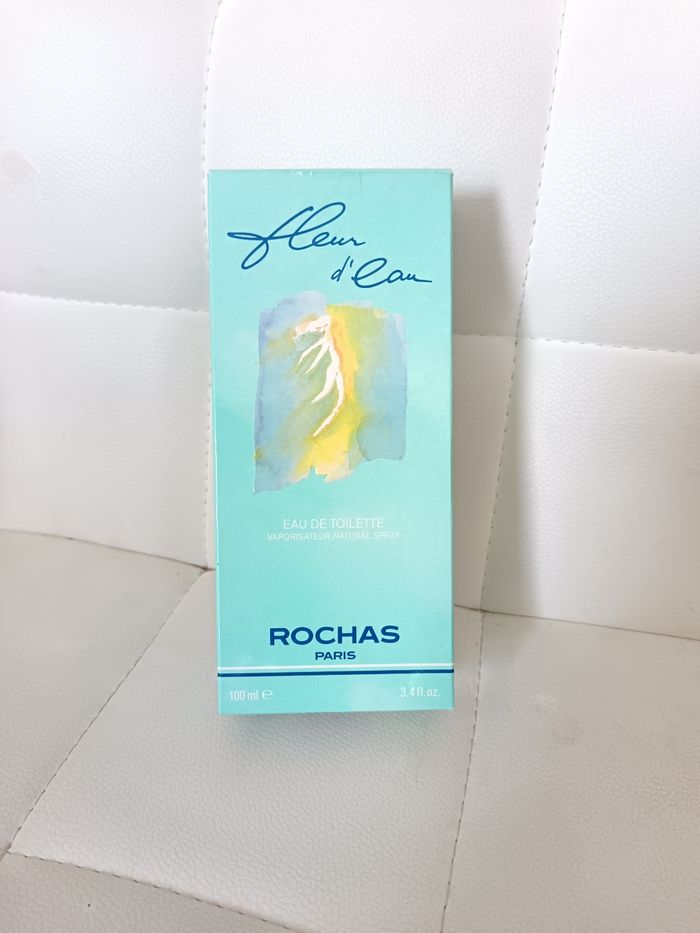 fleur
d'eau
EAU DE TOILETTE
VAPORISATEUR NATURAL SPRAY
ROCHAS
PARIS
100 ml ℮ 3.4 fl. oz.